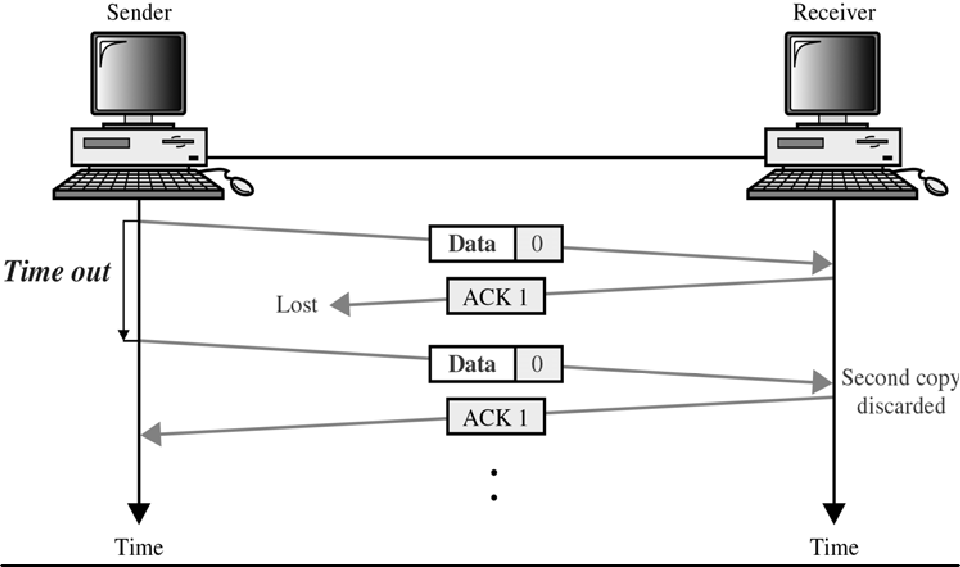 Sender
Receiver
Data 0
Time out
ACK 1
Lost
Data 0
Second copy
discarded
ACK 1
Time
Time